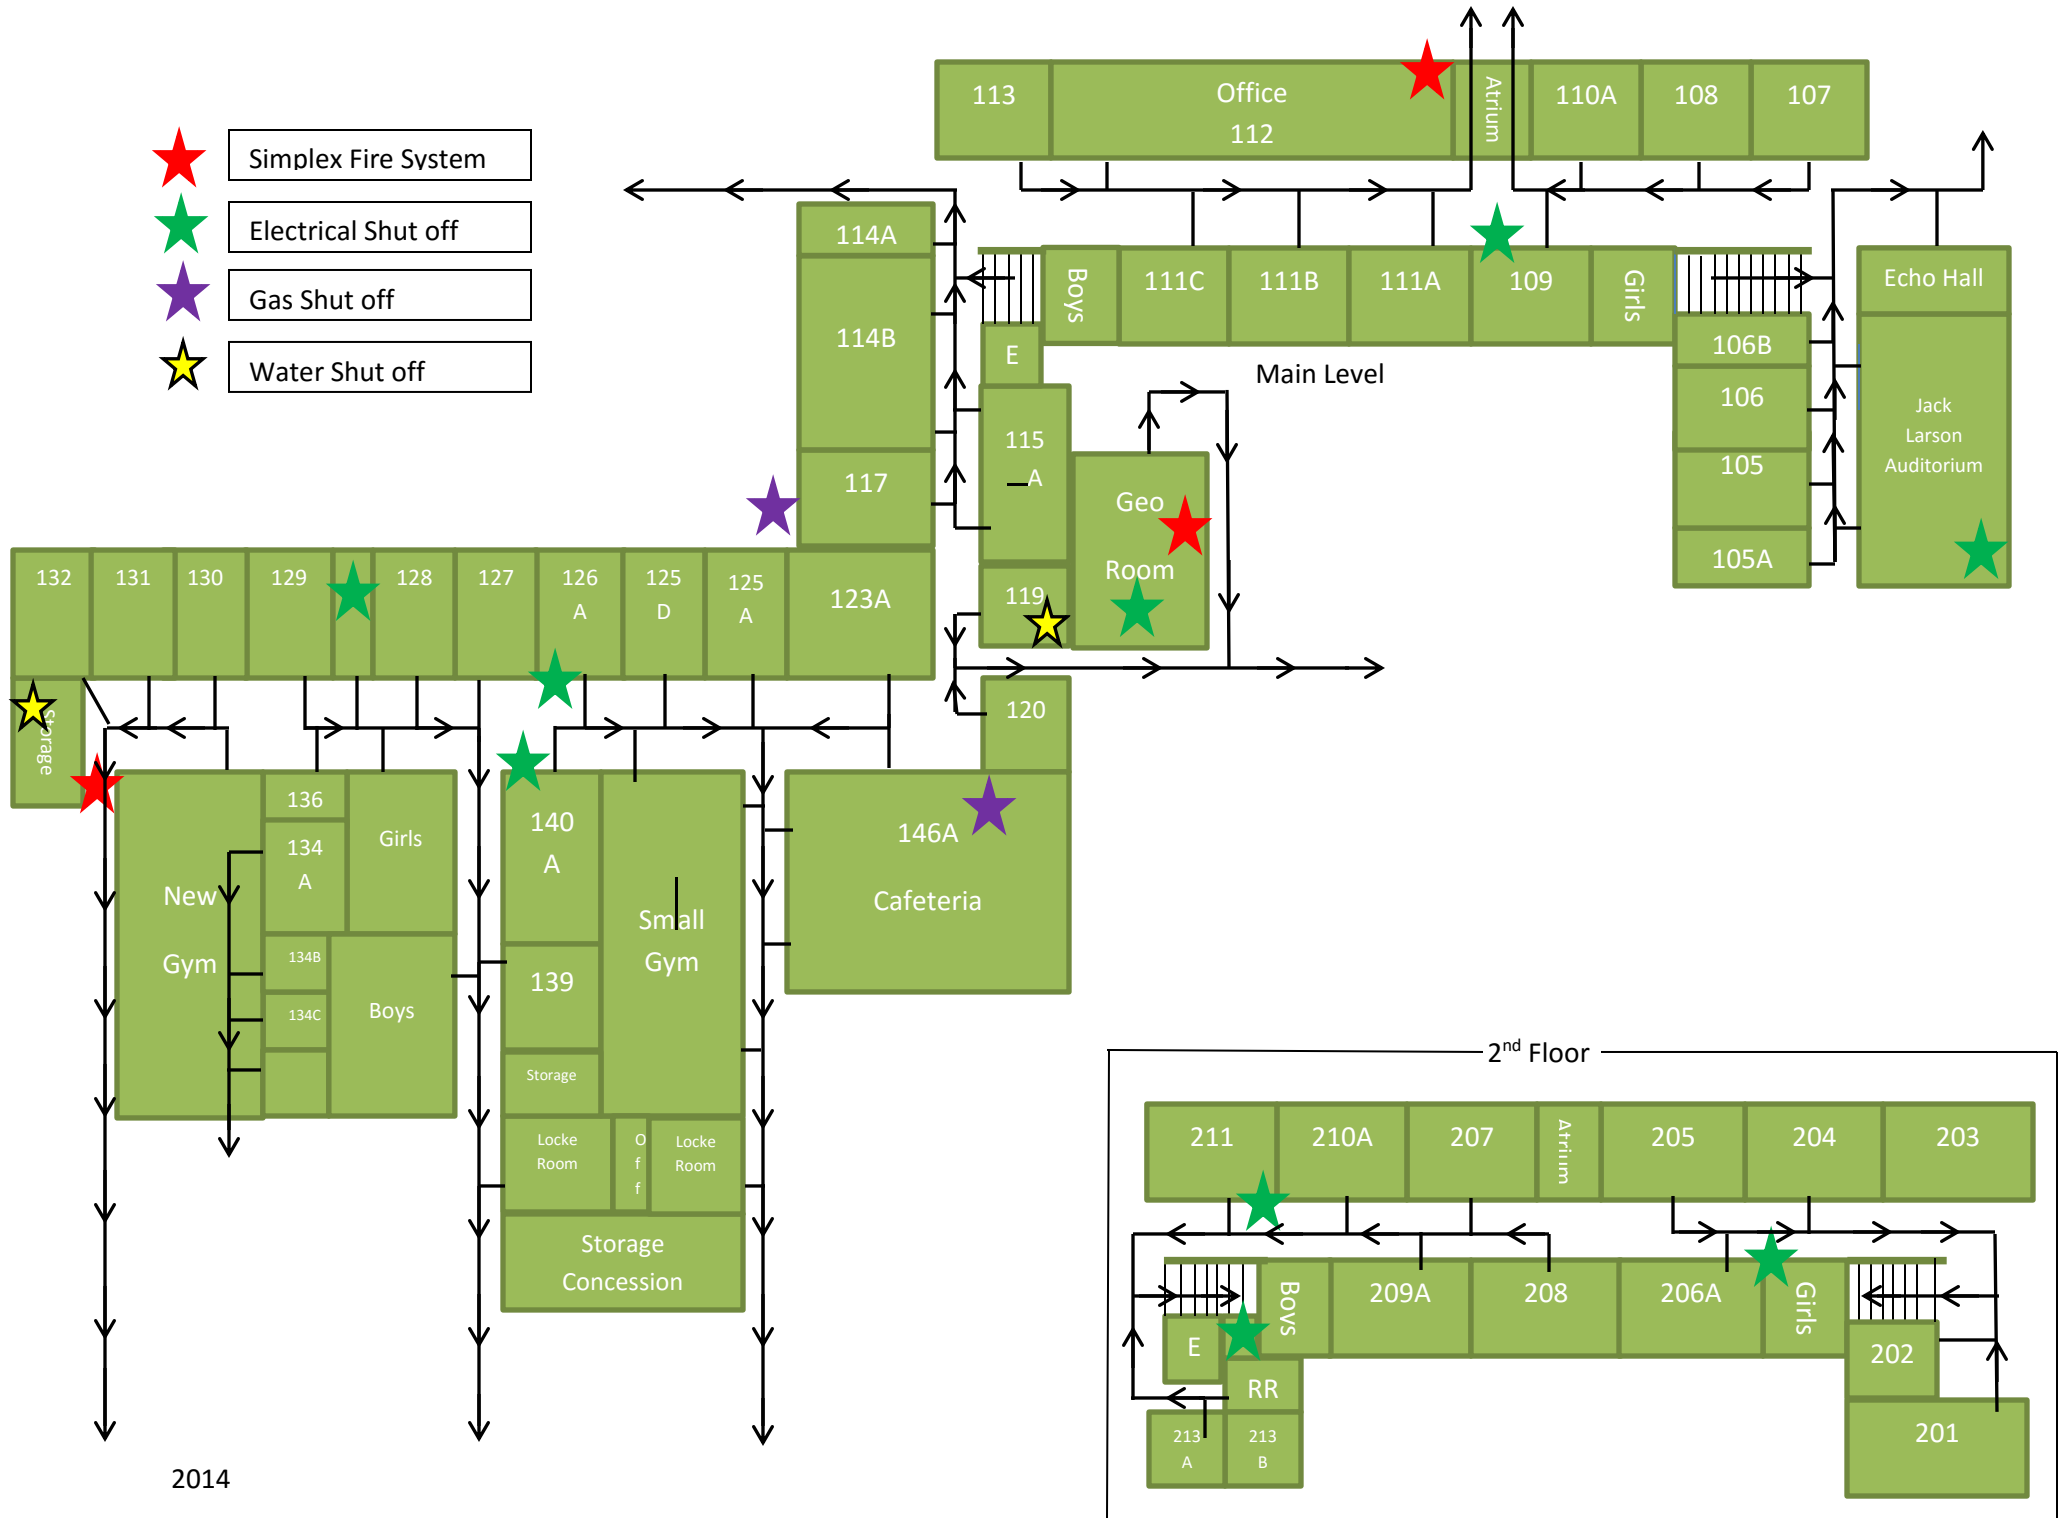 Simplex Fire System
Electrical Shut off
Gas Shut off
Water Shut off
113
Office
112
Atrium
110A
108
107
114A
114B
117
Boys
111C
111B
111A
109
Girls
Echo Hall
E
Main Level
106B
106
105
105A
Jack
Larson
Auditorium
115
A
Geo
Room
119
120
132
131
130
129
128
127
126
A
125
D
125
A
123A
Storage
New
Gym
136
134
A
134B
134C
Girls
Boys
140
A
139
Storage
Small
Gym
Locke
Room
O
f
f
Locke
Room
Storage
Concession
146A
Cafeteria
2nd Floor
211
210A
207
Atrium
205
204
203
Boys
209A
208
206A
Girls
E
RR
213
A
213
B
202
201
2014